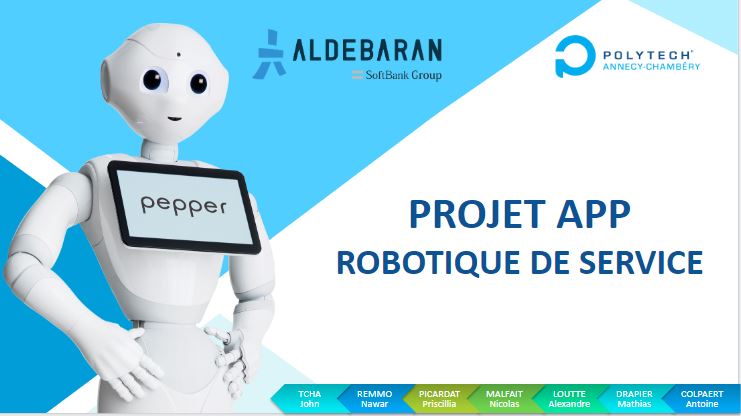 ALDEBARAN
SoftBank Group
POLYTECH®
ANNECY-CHAMBÉRY
pepper
PROJET APP
ROBOTIQUE DE SERVICE
TCHA
John
REMMO
Nawar
PICARDAT
Priscillia
MALFAIT
Nicolas
LOUTTE
Alexandre
DRAPIER
Mathias
COLPAERT
Antoine